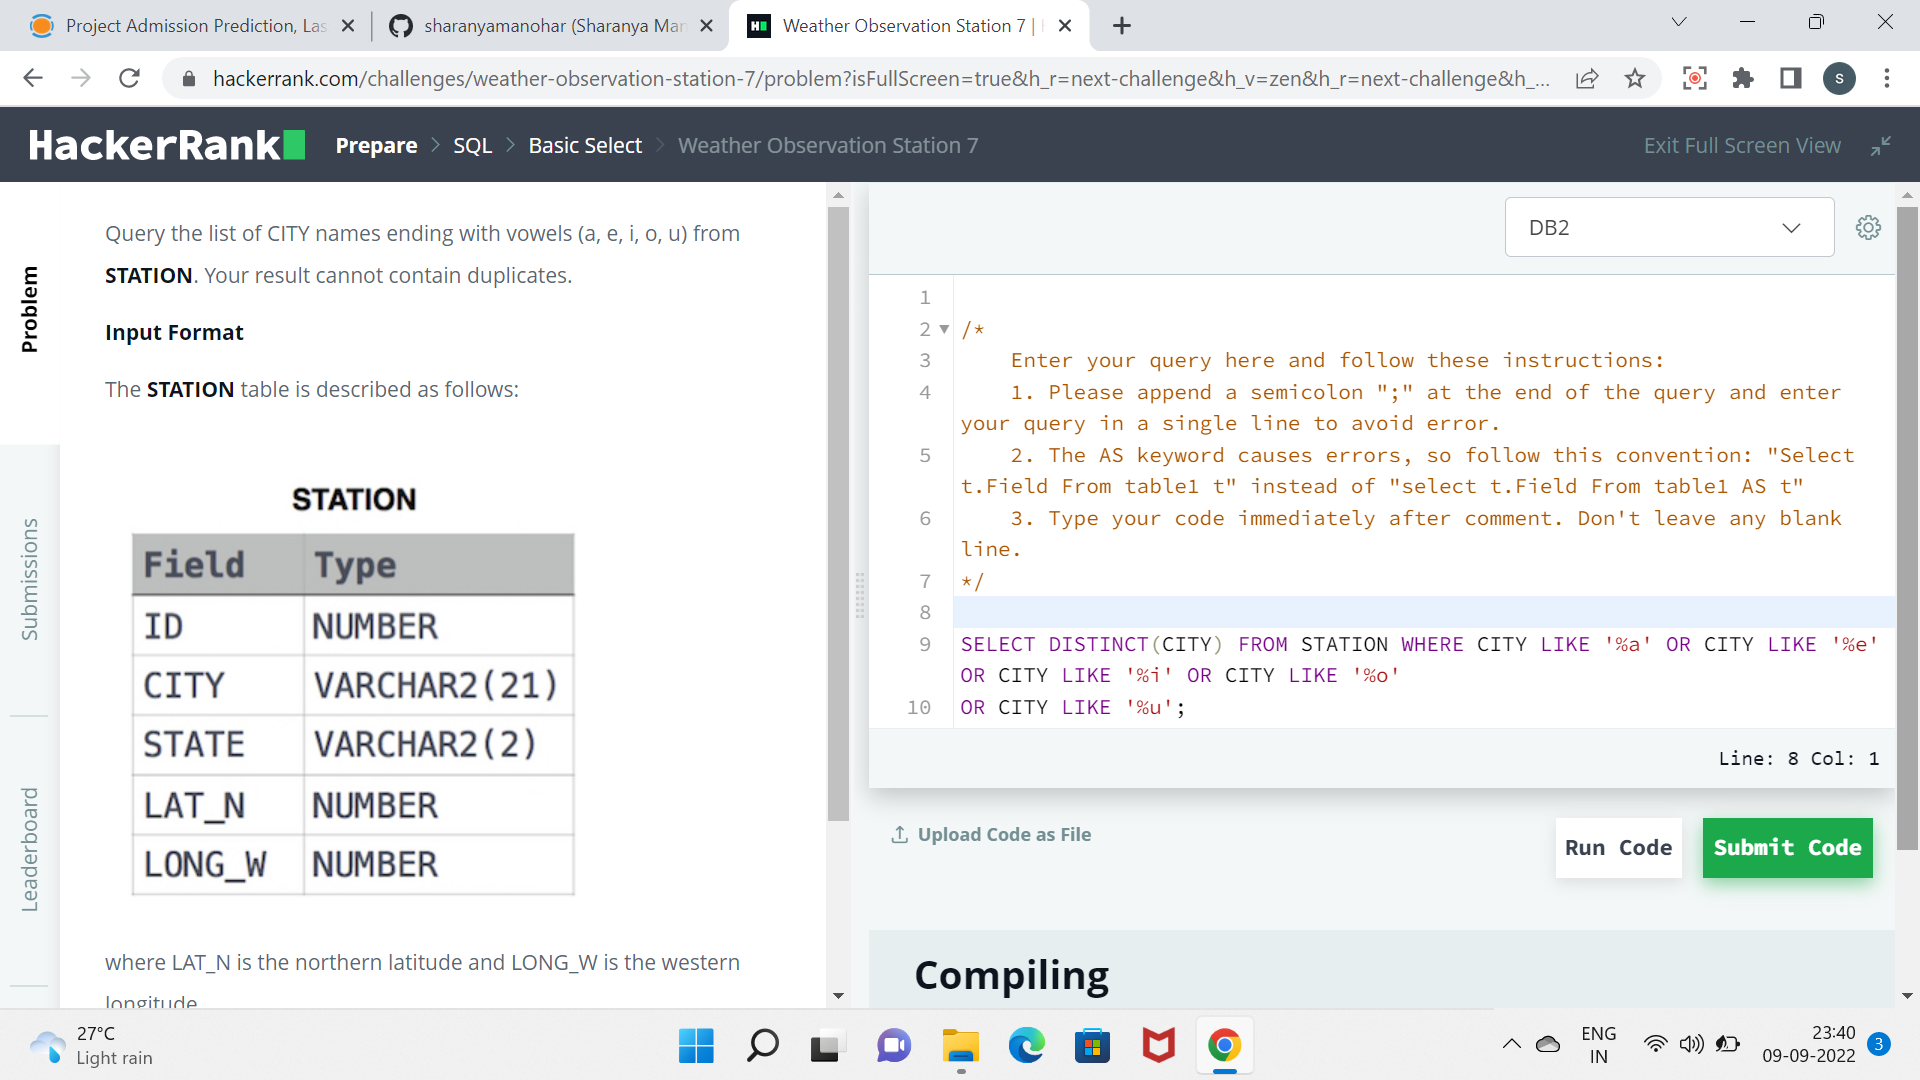 Project Admission Prediction, Las
sharanyamanohar (Sharanya Man
Weather Observation Station 7 |
hackerrank.com/challenges/weather-observation-station-7/problem?isFullScreen=true&h_r=next-challenge&h_v=zen&h_r=next-challenge&h_...
S
HackerRank
Prepare > SQL > Basic Select > Weather Observation Station 7
Exit Full Screen View
Problem
Submissions
Leaderboard
Query the list of CITY names ending with vowels (a, e, i, o, u) from
STATION. Your result cannot contain duplicates.
Input Format
The STATION table is described as follows:
STATION
Field Type
ID NUMBER
CITY VARCHAR2(21)
STATE VARCHAR2(2)
LAT_N NUMBER
LONG_W NUMBER
where LAT_N is the northern latitude and LONG_W is the western
longitude
DB2
1
2 /*
3 Enter your query here and follow these instructions:
4 1. Please append a semicolon ";" at the end of the query and enter
your query in a single line to avoid error.
5 2. The AS keyword causes errors, so follow this convention: "Select
t.Field From table1 t" instead of "select t.Field From table1 AS t"
6 3. Type your code immediately after comment. Don't leave any blank
line.
7 */
8
9 SELECT DISTINCT(CITY) FROM STATION WHERE CITY LIKE '%a' OR CITY LIKE '%e'
OR CITY LIKE '%i' OR CITY LIKE '%o'
10 OR CITY LIKE '%u';
Line: 8 Col: 1
Upload Code as File
Run Code
Submit Code
Compiling
27°C
Light rain
ENG
IN
23:40
09-09-2022
3